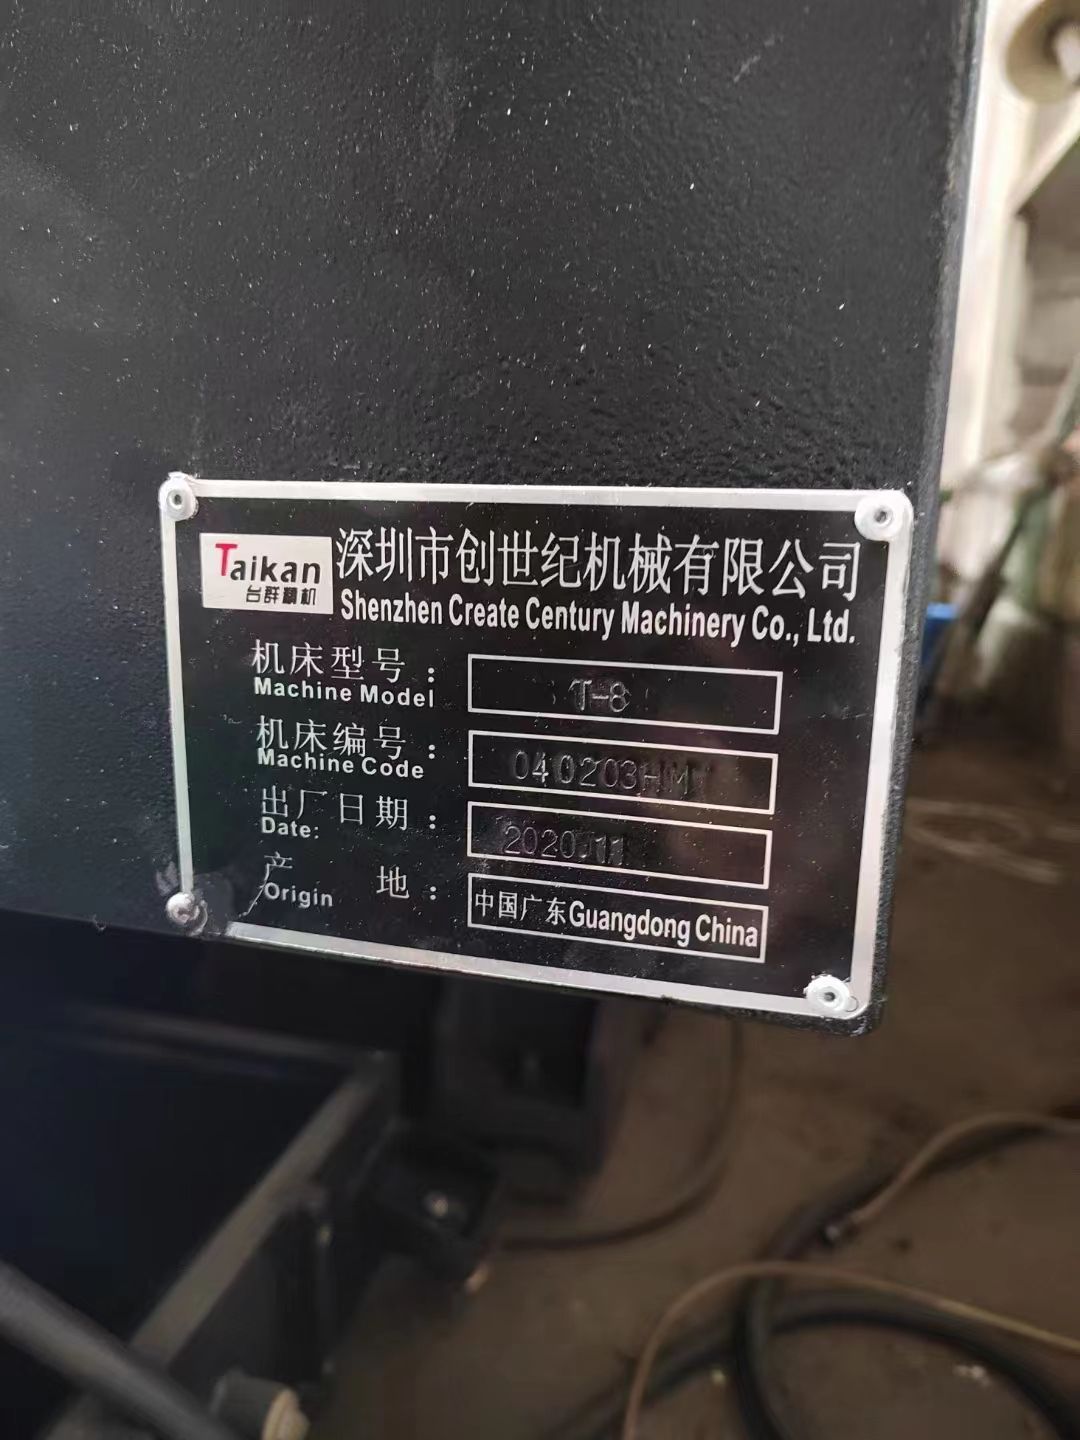 Taikan
台群精机
深圳市创世纪机械有限公司
Shenzhen Create Century Machinery Co., Ltd.
机床型号：
Machine Model
T-8
机床编号：
Machine Code
040203HM
出厂日期：
Date:
2020J11
产 地：
Origin
中国广东Guangdong China